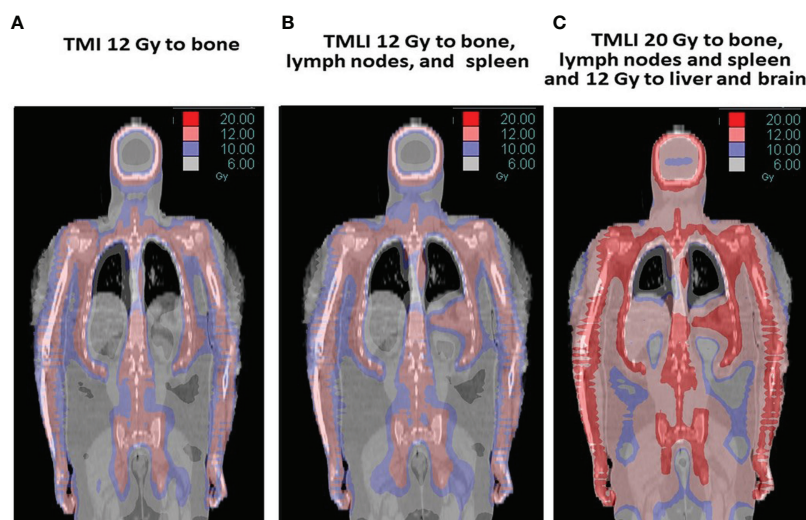 A
TMI 12 Gy to bone
20.00
12.00
10.00
6.00
Gy
B
TMLI 12 Gy to bone,
lymph nodes, and spleen
20.00
12.00
10.00
6.00
Gy
C
TMLI 20 Gy to bone,
lymph nodes and spleen
and 12 Gy to liver and brain
20.00
12.00
10.00
6.00
Gy